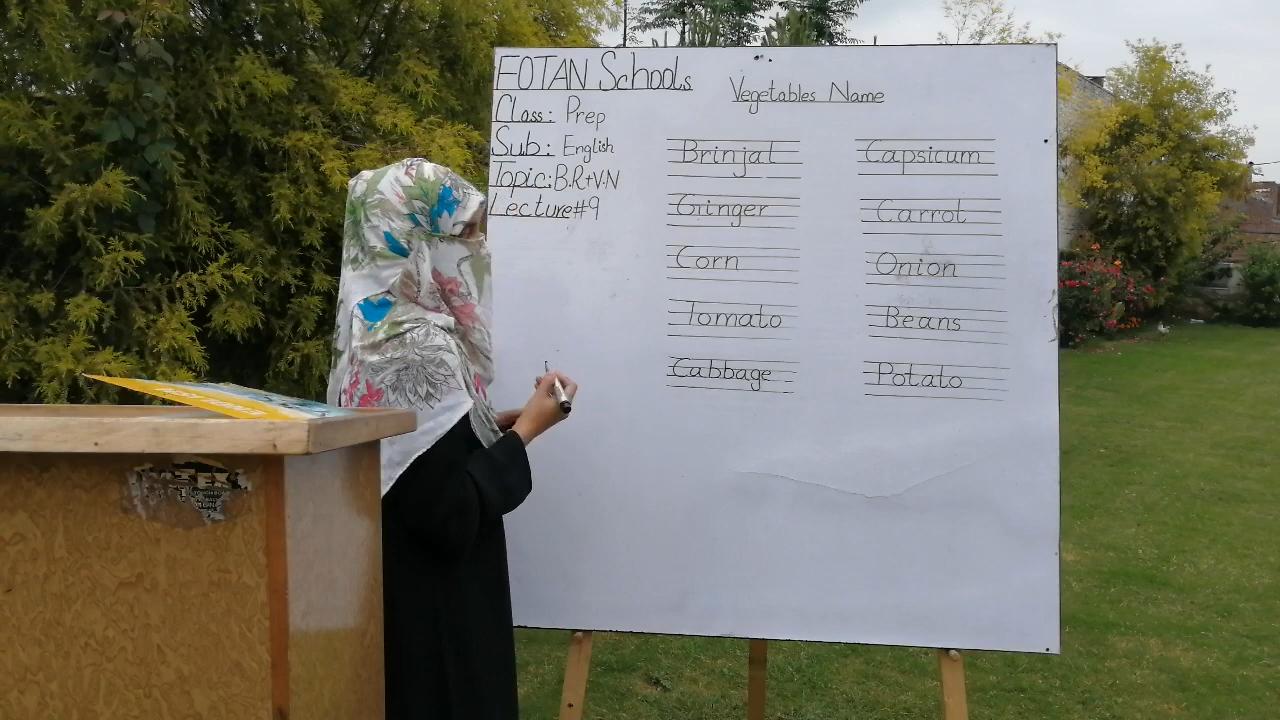 EOTAN Schools
Class: Prep
Sub: English
Topic: B.R+V.N
Lecture#9
Vegetables Name
Brinjal
Ginger
Corn
Tomato
Cabbage
Capsicum
Carrot
Onion
Beans
Potato